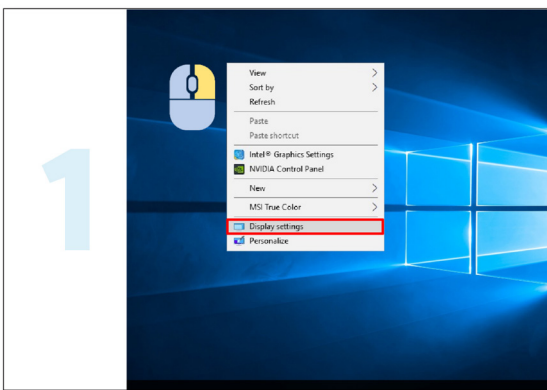 1
View
Sort by
Refresh
Paste
Paste shortcut
Intel® Graphics Settings
NVIDIA Control Panel
New
MSI True Color
Display settings
Personalize